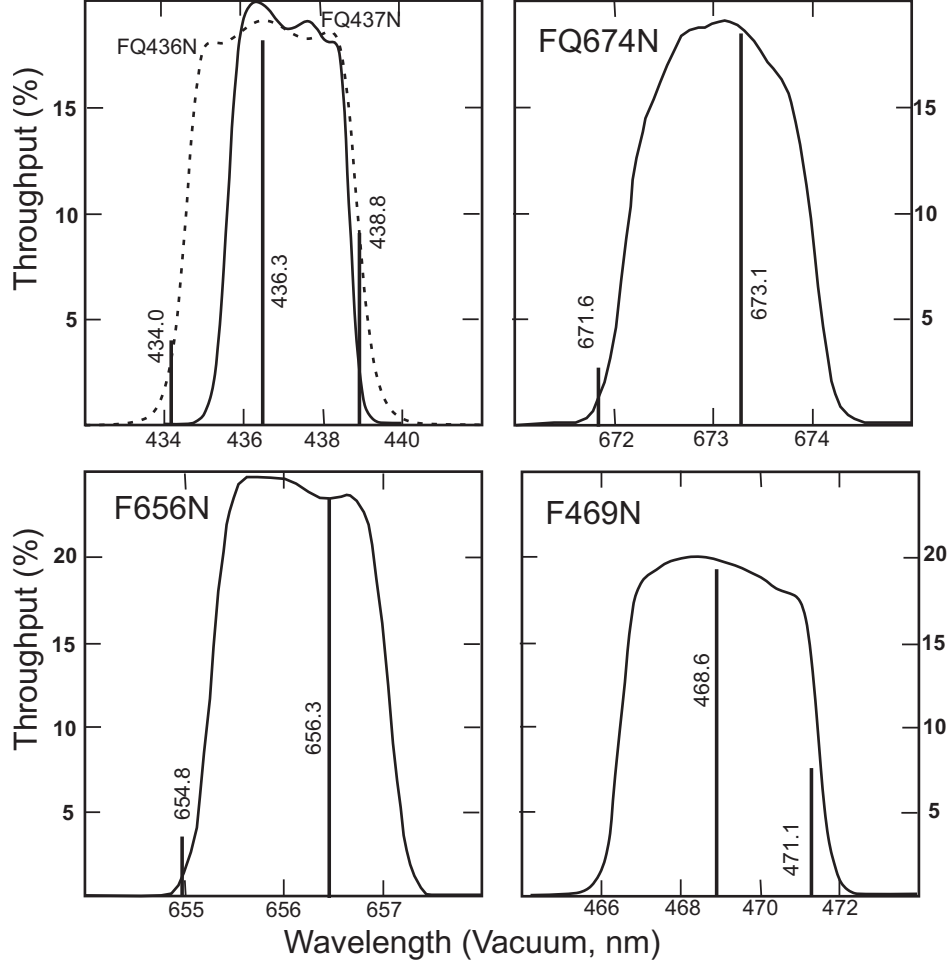 FQ436N
FQ437N
Throughput (%)
15
10
5
434.0
436.3
438.8
434 436 438 440
FQ674N
15
10
5
671.6
673.1
672 673 674
F656N
Throughput (%)
20
15
10
5
654.8
656.3
655 656 657
F469N
20
15
10
5
468.6
471.1
466 468 470 472
Wavelength (Vacuum, nm)